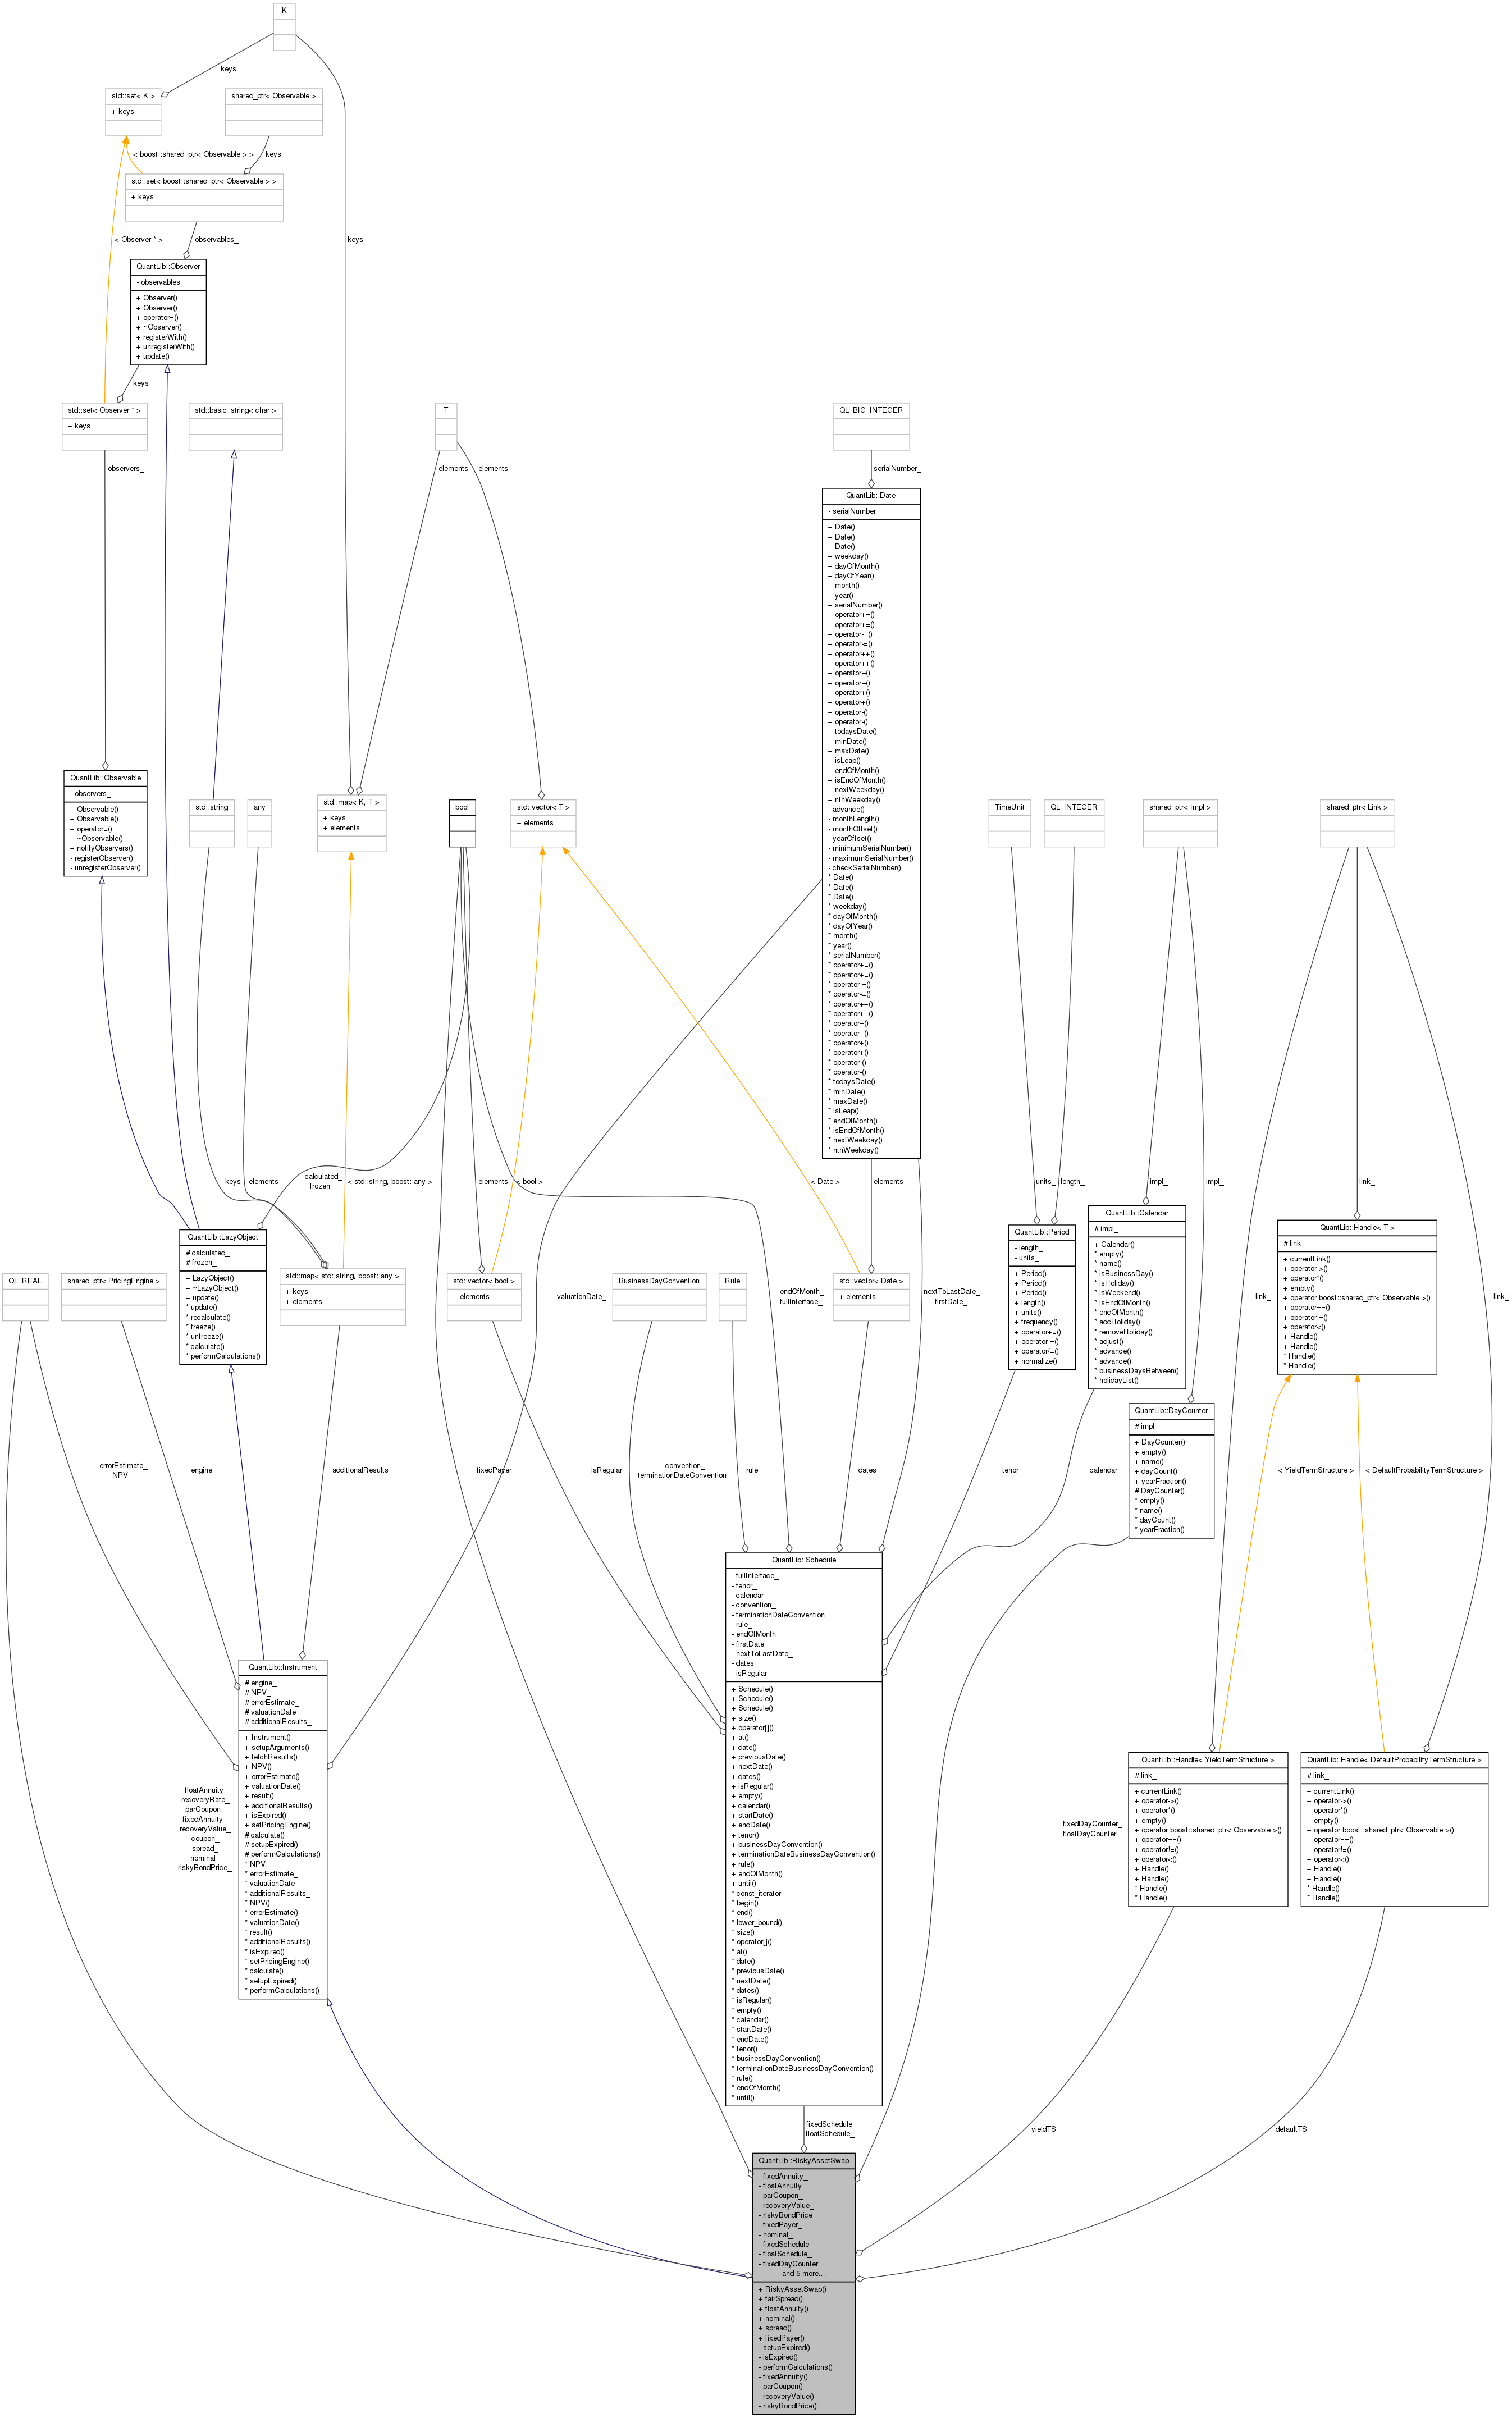 K
keys
std::set< K >
+ keys
shared_ptr< Observable >
< boost::shared_ptr< Observable > >
keys
std::set< boost::shared_ptr< Observable > >
+ keys
< Observer * >
observables_
keys
QuantLib::Observer
- observables_
+ Observer()
+ Observer()
+ operator=()
+ ~Observer()
+ registerWith()
+ unregisterWith()
+ update()
keys
std::set< Observer * >
+ keys
std::basic_string< char >
T
QL_BIG_INTEGER
observers_
elements
elements
serialNumber_
QuantLib::Date
- serialNumber_
+ Date()
+ Date()
+ Date()
+ weekday()
+ dayOfMonth()
+ dayOfYear()
+ month()
+ year()
+ serialNumber()
+ operator+=()
+ operator+=()
+ operator-=()
+ operator-=()
+ operator++()
+ operator++()
+ operator--()
+ operator--()
+ operator+()
+ operator+()
+ operator-()
+ operator-()
+ todaysDate()
+ minDate()
+ maxDate()
+ isLeap()
+ endOfMonth()
+ isEndOfMonth()
+ nextWeekday()
+ nthWeekday()
- advance()
- monthLength()
- monthOffset()
- yearOffset()
- minimumSerialNumber()
- maximumSerialNumber()
- checkSerialNumber()
* Date()
* Date()
* Date()
* weekday()
* dayOfMonth()
* dayOfYear()
* month()
* year()
* serialNumber()
* operator+=()
* operator+=()
* operator-=()
* operator-=()
* operator++()
* operator++()
* operator--()
* operator--()
* operator+()
* operator+()
* operator-()
* operator-()
* todaysDate()
* minDate()
* maxDate()
* isLeap()
* endOfMonth()
* isEndOfMonth()
* nextWeekday()
* nthWeekday()
QuantLib::Observable
- observers_
+ Observable()
+ Observable()
+ operator=()
+ ~Observable()
+ notifyObservers()
- registerObserver()
- unregisterObserver()
std::string
any
std::map< K, T >
+ keys
+ elements
bool
std::vector< T >
+ elements
TimeUnit
QL_INTEGER
shared_ptr< Impl >
shared_ptr< Link >
keys
elements
calculated_
frozen_
< std::string, boost::any >
elements
< bool >
< Date >
elements
units_
length_
impl_
impl_
link_
link_
link_
QuantLib::LazyObject
# calculated_
# frozen_
+ LazyObject()
+ ~LazyObject()
+ update()
* update()
* recalculate()
* freeze()
* unfreeze()
* calculate()
* performCalculations()
QuantLib::Period
- length_
- units_
+ Period()
+ Period()
+ Period()
+ length()
+ units()
+ frequency()
+ operator+=()
+ operator-=()
+ operator/=()
+ normalize()
QuantLib::Calendar
# impl_
+ Calendar()
* empty()
* name()
* isBusinessDay()
* isHoliday()
* isWeekend()
* isEndOfMonth()
* endOfMonth()
* addHoliday()
* removeHoliday()
* adjust()
* advance()
* advance()
* businessDaysBetween()
* holidayList()
QuantLib::Handle< T >
# link_
+ currentLink()
+ operator->()
+ operator*()
+ empty()
+ operator boost::shared_ptr< Observable >()
+ operator==()
+ operator!=()
+ operator<()
+ Handle()
+ Handle()
* Handle()
* Handle()
QL_REAL
shared_ptr< PricingEngine >
std::map< std::string, boost::any >
+ keys
+ elements
std::vector< bool >
+ elements
BusinessDayConvention
Rule
std::vector< Date >
+ elements
valuationDate_
endOfMonth_
fullInterface_
nextToLastDate_
firstDate_
QuantLib::DayCounter
# impl_
+ DayCounter()
+ empty()
+ name()
+ dayCount()
+ yearFraction()
# DayCounter()
* empty()
* name()
* dayCount()
* yearFraction()
errorEstimate_
NPV_
engine_
additionalResults_
fixedPayer_
isRegular_
convention_
terminationDateConvention_
rule_
dates_
tenor_
calendar_
< YieldTermStructure >
< DefaultProbabilityTermStructure >
QuantLib::Schedule
- fullInterface_
- tenor_
- calendar_
- convention_
- terminationDateConvention_
- rule_
- endOfMonth_
- firstDate_
- nextToLastDate_
- dates_
- isRegular_
+ Schedule()
+ Schedule()
+ Schedule()
+ size()
+ operator[]()
+ at()
+ date()
+ previousDate()
+ nextDate()
+ dates()
+ isRegular()
+ empty()
+ calendar()
+ startDate()
+ endDate()
+ tenor()
+ businessDayConvention()
+ terminationDateBusinessDayConvention()
+ rule()
+ endOfMonth()
+ until()
* const_iterator
* begin()
* end()
* lower_bound()
* size()
* operator[]()
* at()
* date()
* previousDate()
* nextDate()
* dates()
* isRegular()
* empty()
* calendar()
* startDate()
* endDate()
* tenor()
* businessDayConvention()
* terminationDateBusinessDayConvention()
* rule()
* endOfMonth()
* until()
QuantLib::Instrument
# engine_
# NPV_
# errorEstimate_
# valuationDate_
# additionalResults_
+ Instrument()
+ setupArguments()
+ fetchResults()
+ NPV()
+ errorEstimate()
+ valuationDate()
+ result()
+ additionalResults()
+ isExpired()
+ setPricingEngine()
# calculate()
# setupExpired()
# performCalculations()
* NPV_
* errorEstimate_
* valuationDate_
* additionalResults_
* NPV()
* errorEstimate()
* valuationDate()
* result()
* additionalResults()
* isExpired()
* setPricingEngine()
* calculate()
* setupExpired()
* performCalculations()
floatAnnuity_
recoveryRate_
parCoupon_
fixedAnnuity_
recoveryValue_
coupon_
spread_
nominal_
riskyBondPrice_
fixedDayCounter_
floatDayCounter_
QuantLib::Handle< YieldTermStructure >
# link_
+ currentLink()
+ operator->()
+ operator*()
+ empty()
+ operator boost::shared_ptr< Observable >()
+ operator==()
+ operator!=()
+ operator<()
+ Handle()
+ Handle()
* Handle()
* Handle()
QuantLib::Handle< DefaultProbabilityTermStructure >
# link_
+ currentLink()
+ operator->()
+ operator*()
+ empty()
+ operator boost::shared_ptr< Observable >()
+ operator==()
+ operator!=()
+ operator<()
+ Handle()
+ Handle()
* Handle()
* Handle()
fixedSchedule_
floatSchedule_
yieldTS_
defaultTS_
QuantLib::RiskyAssetSwap
- fixedAnnuity_
- floatAnnuity_
- parCoupon_
- recoveryValue_
- riskyBondPrice_
- fixedPayer_
- nominal_
- fixedSchedule_
- floatSchedule_
- fixedDayCounter_
and 5 more...
+ RiskyAssetSwap()
+ fairSpread()
+ floatAnnuity()
+ nominal()
+ spread()
+ fixedPayer()
- setupExpired()
- isExpired()
- performCalculations()
- fixedAnnuity()
- parCoupon()
- recoveryValue()
- riskyBondPrice()